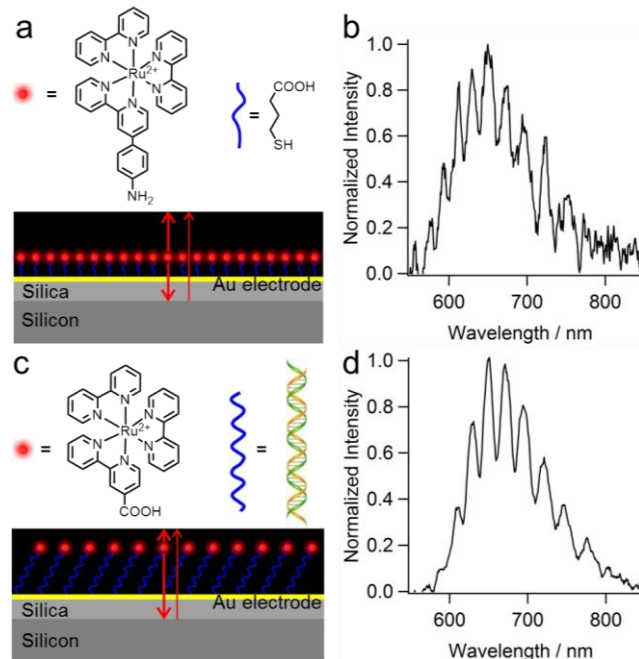 a
N
N
N
Ru2+
N
N
N
NH2
=
=
COOH
SH
Silica
Au electrode
Silicon
b
Normalized Intensity
1.0
0.8
0.6
0.4
0.2
0.0
600
700
800
Wavelength / nm
c
N
N
N
Ru2+
N
N
N
COOH
=
=
Silica
Au electrode
Silicon
d
Normalized Intensity
1.0
0.8
0.6
0.4
0.2
0.0
600
700
800
Wavelength / nm